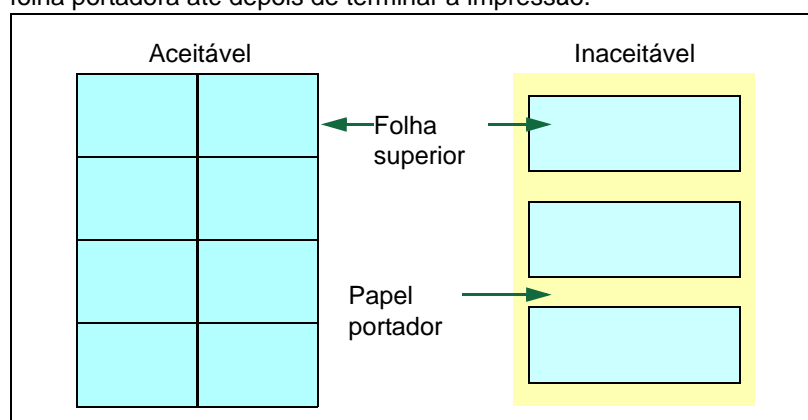 folha portadora até depois de terminar a impressão.
Aceitável
Inaceitável
Folha
superior
Papel
portador